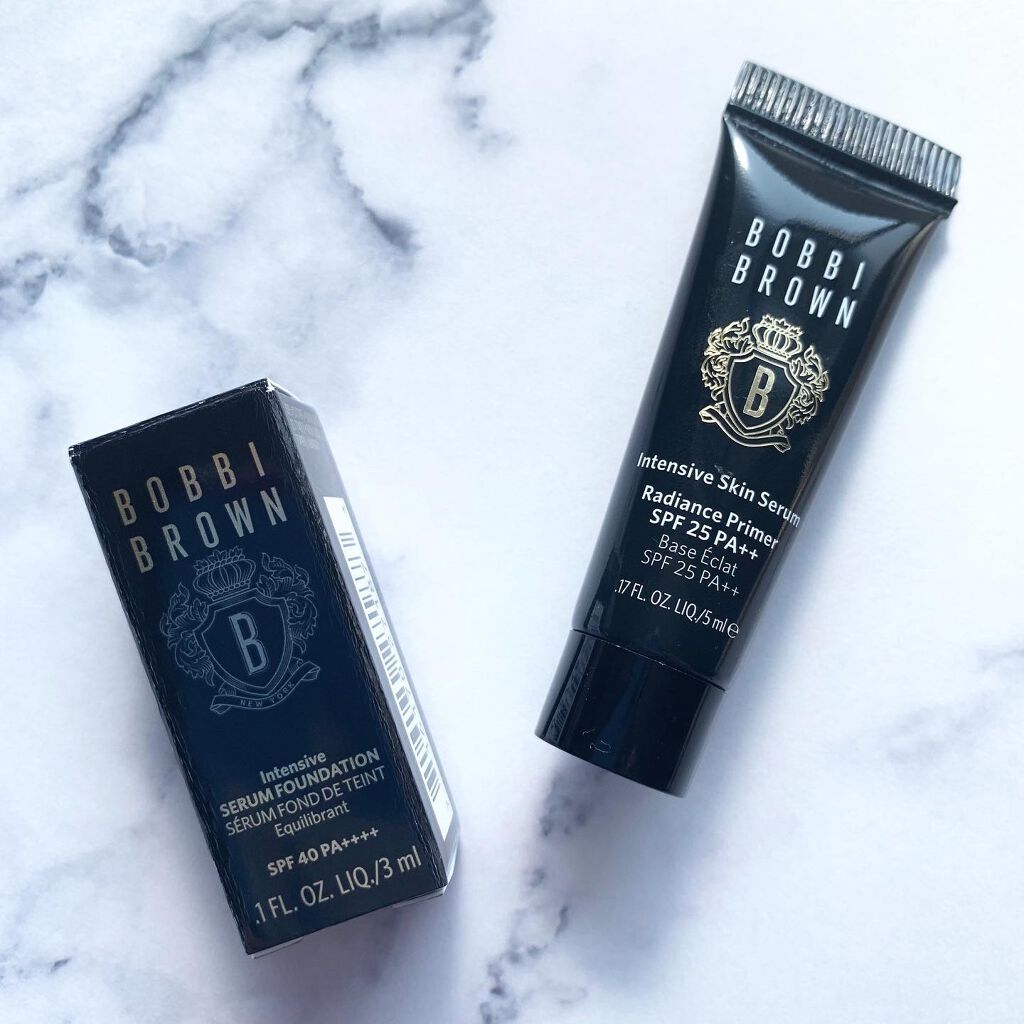 BOBBI
BROWN
B
NEW YORK
Intensive
SERUM FOUNDATION
SÉRUM FOND DE TEINT
Equilibrant
SPF 40 PA++++
.1 FL. OZ. LIQ./3 ml
BOBBI
BROWN
B
Intensive Skin Serum
Radiance Primer
SPF 25 PA++
Base Éclat
SPF 25 PA++
.17 FL. OZ. LIQ./5 ml e